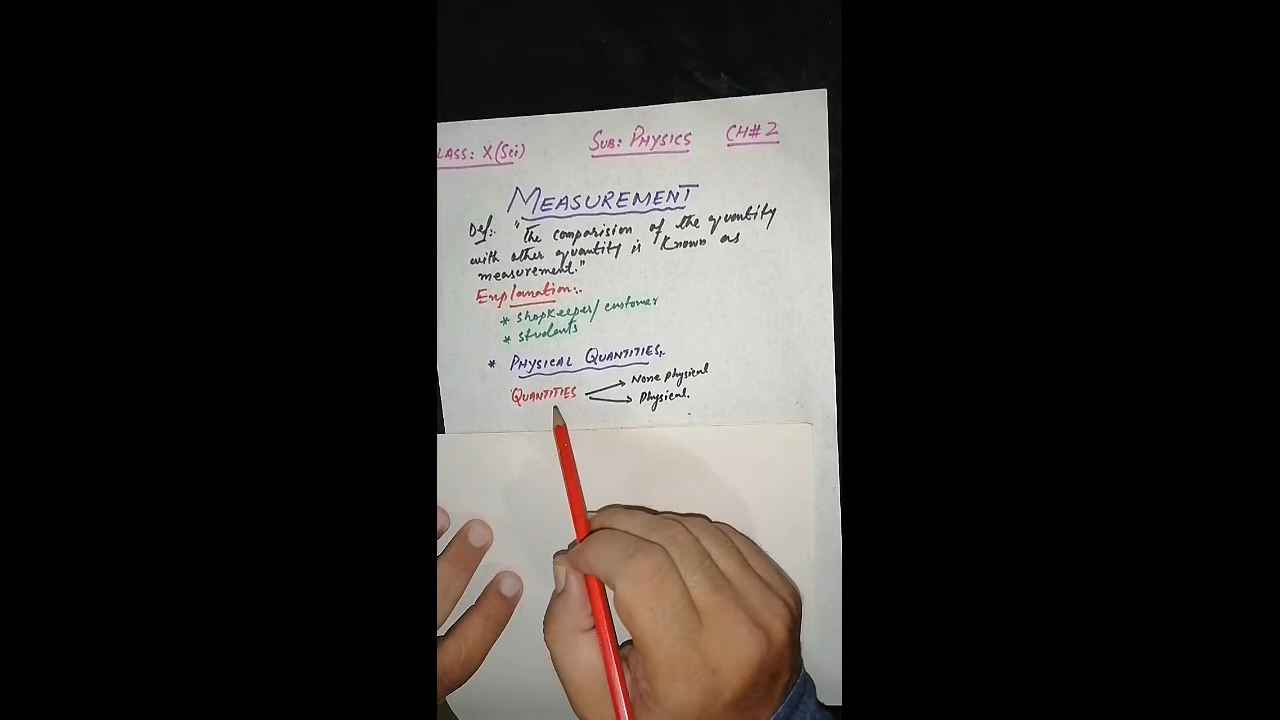 LASS: X(Sci) SUB: PHYSICS CH#2
MEASUREMENT
Def:- "The comparision of the quantity
with other quantity is known as
measurement."
Explanation:-
* Shopkeeper/customer
* Students
* PHYSICAL QUANTITIES:-
QUANTITIES → None physical
→ Physical.